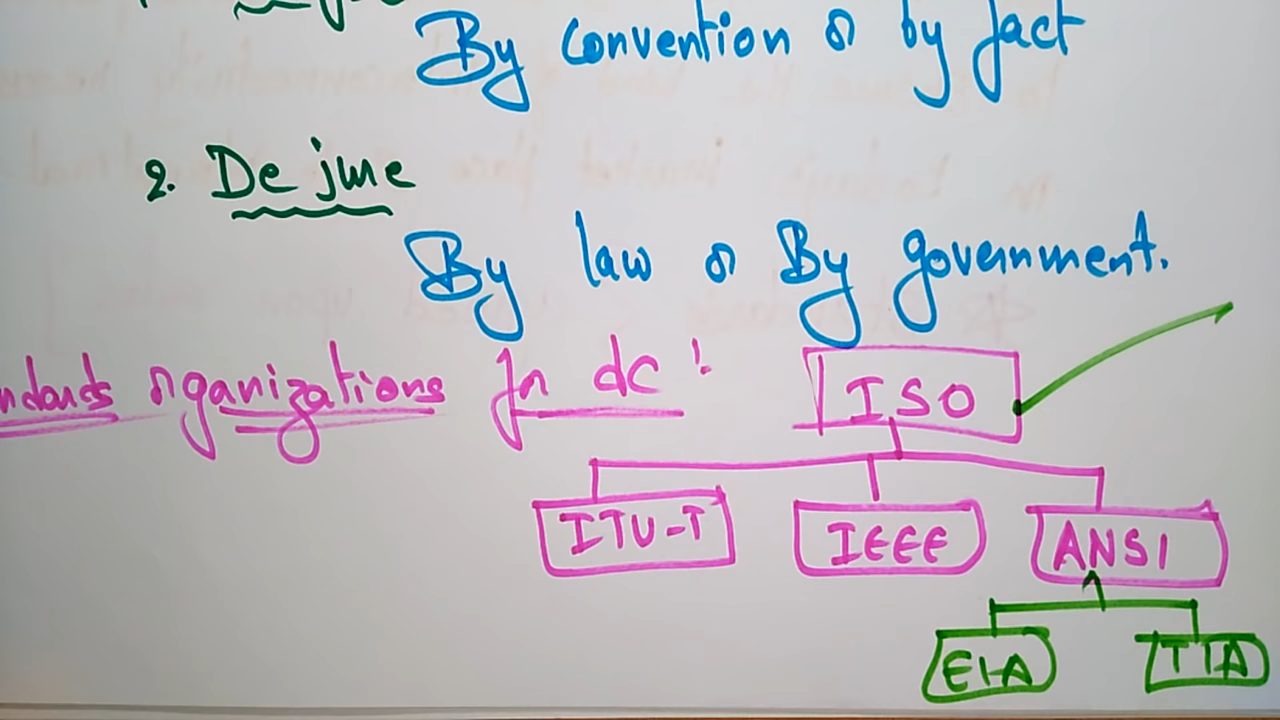 By convention or by fact
2. De jure
By law or By government.
ndards organizations for dc :
ISO
ITU-T IEEE ANSI
EIA TIA